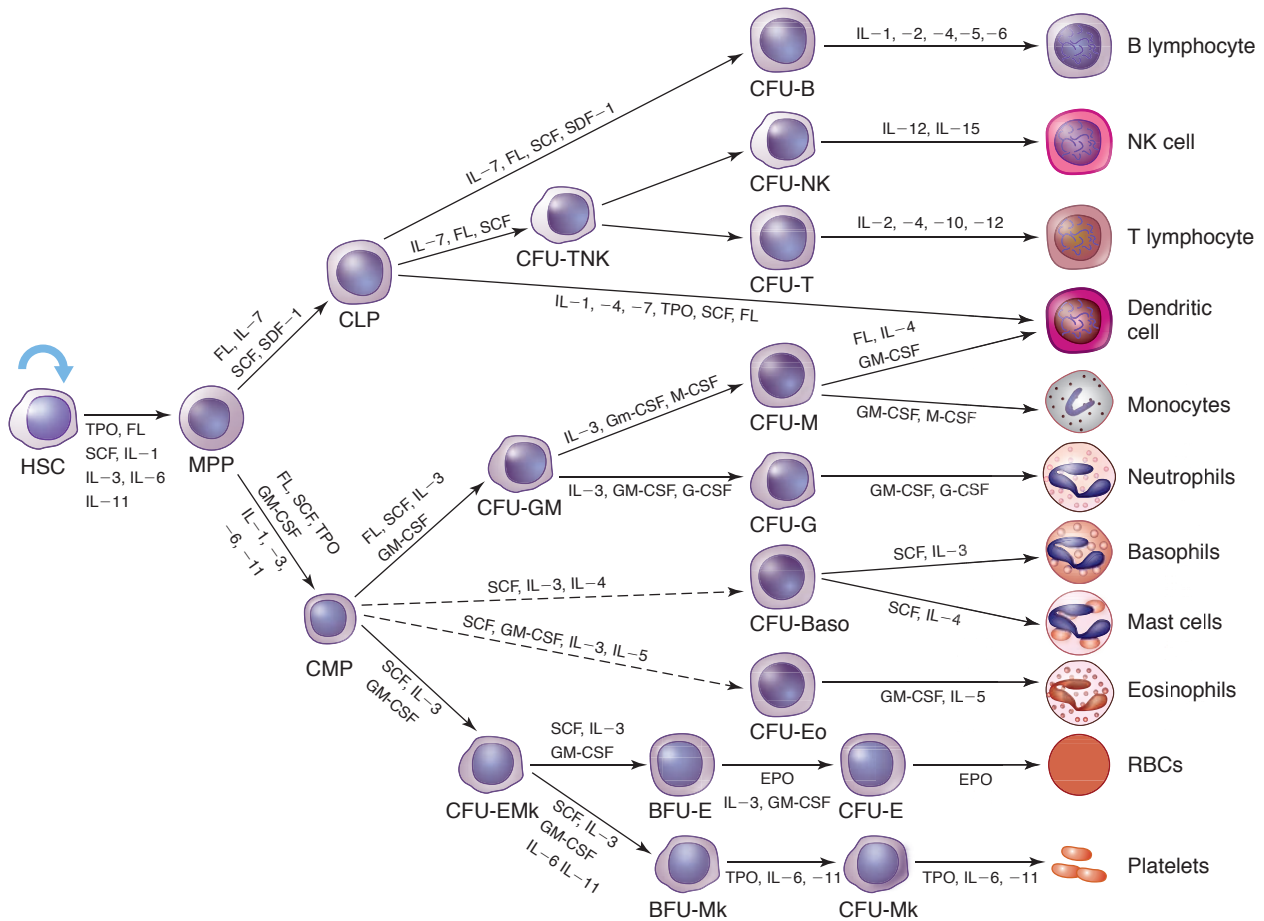 IL−1, −2, −4,−5,−6
B lymphocyte
CFU-B
IL−7, FL, SCF, SDF−1
IL−12, IL−15
NK cell
CFU-NK
IL−7, FL, SCF
CFU-TNK
IL−2, −4, −10, −12
T lymphocyte
CFU-T
CLP
IL−1, −4, −7, TPO, SCF, FL
Dendritic
cell
FL, IL−7
SCF, SDF−1
FL, IL−4
GM-CSF
HSC
TPO, FL
SCF, IL−1
IL−3, IL−6
IL−11
MPP
IL−3, Gm-CSF, M-CSF
CFU-M
GM-CSF, M-CSF
Monocytes
FL, SCF, TPO
GM-CSF
IL−1, −3,
−6, −11
FL, SCF, IL−3
GM-CSF
CFU-GM
IL−3, GM-CSF, G-CSF
CFU-G
GM-CSF, G-CSF
Neutrophils
CMP
SCF, IL−3, IL−4
CFU-Baso
SCF, IL−3
Basophils
SCF, IL−4
Mast cells
SCF, GM-CSF, IL−3, IL−5
CFU-Eo
GM-CSF, IL−5
Eosinophils
SCF, IL−3
GM-CSF
CFU-EMk
SCF, IL−3
GM-CSF
BFU-E
EPO
IL−3, GM-CSF
CFU-E
EPO
RBCs
SCF, IL−3
GM-CSF
IL−6 IL−11
BFU-Mk
TPO, IL−6, −11
CFU-Mk
TPO, IL−6, −11
Platelets